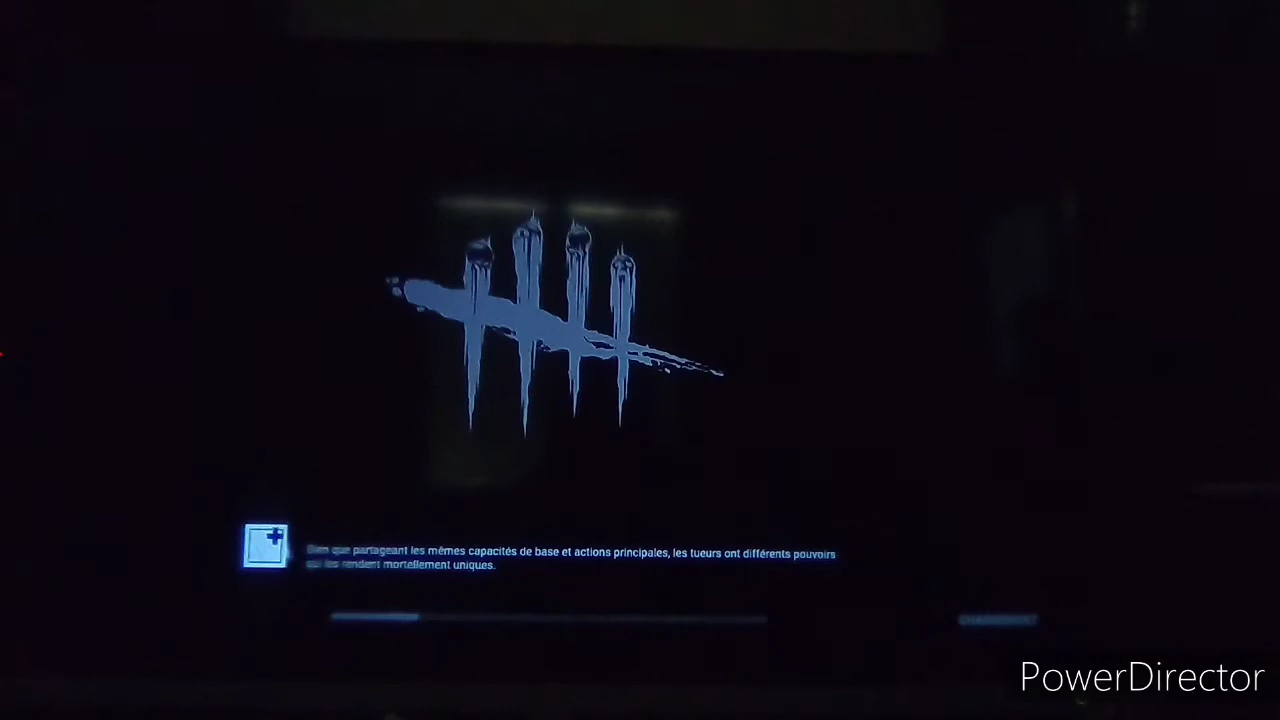 Bien que partageant les mêmes capacités de base et actions principales, les tueurs ont différents pouvoirs
qui les rendent mortellement uniques.
CHARGEMENT
PowerDirector